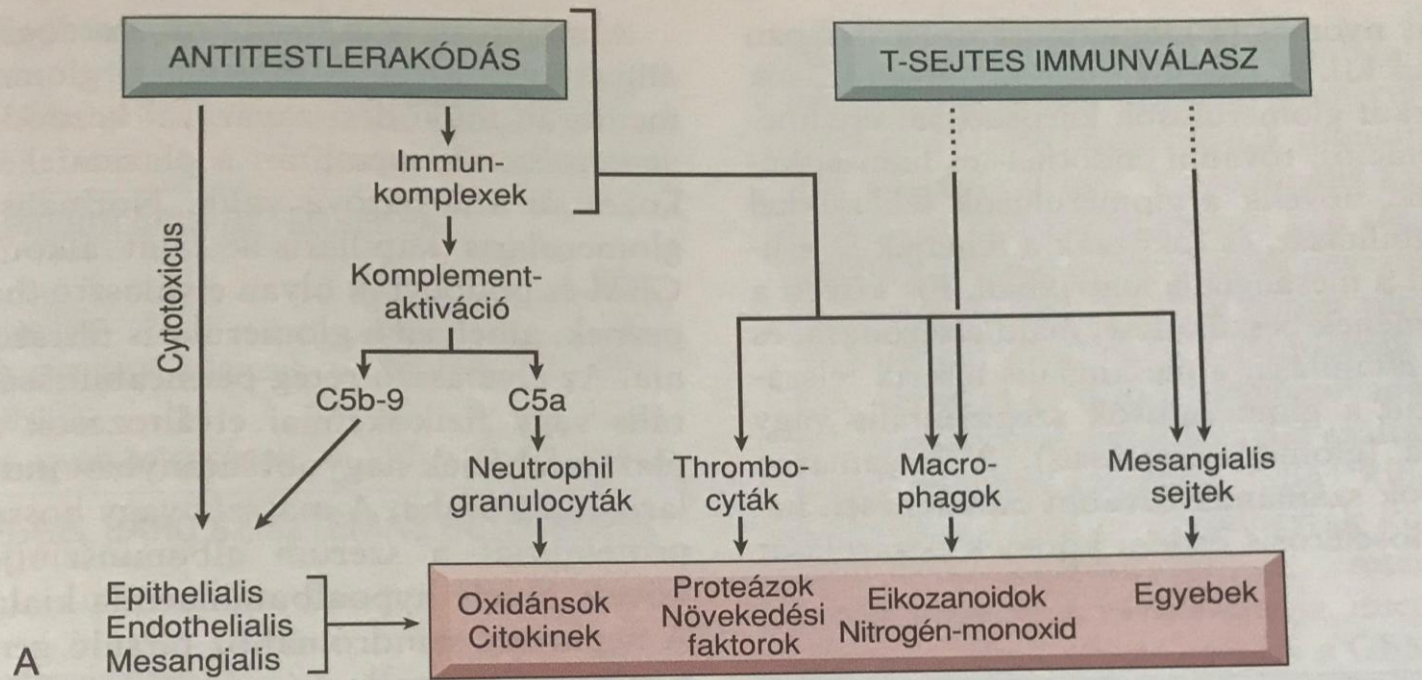 ANTITESTLERAKÓDÁS
T-SEJTES IMMUNVÁLASZ
Immun-
komplexek
Cytotoxicus
Komplement-
aktiváció
C5b-9
C5a
Neutrophil
granulocyták
Thrombo-
cyták
Macro-
phagok
Mesangialis
sejtek
Epithelialis
Endothelialis
Mesangialis
Oxidánsok
Citokinek
Proteázok
Növekedési
faktorok
Eikozanoidok
Nitrogén-monoxid
Egyebek
A